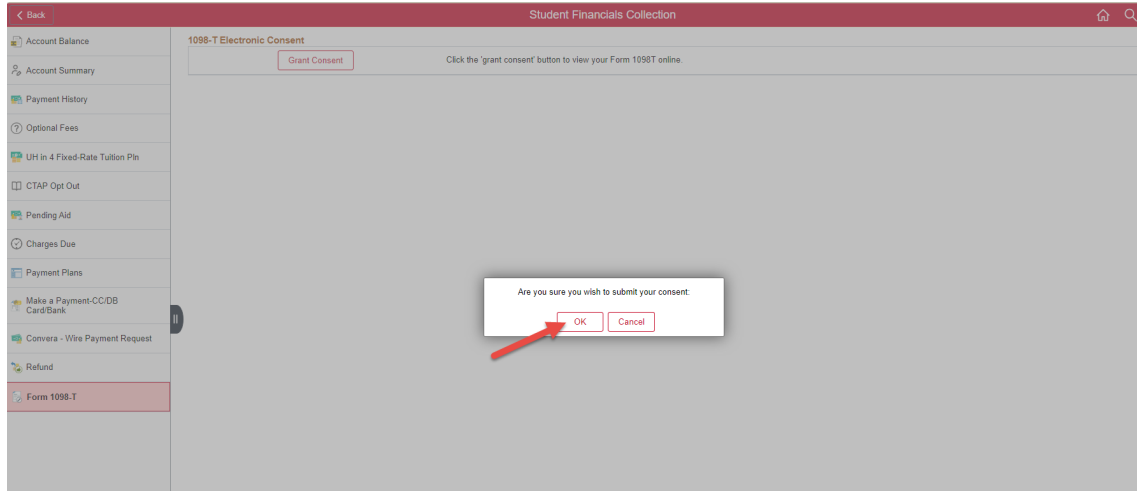 Back
Student Financials Collection
Account Balance
Account Summary
Payment History
Optional Fees
UH in 4 Fixed-Rate Tuition Pln
CTAP Opt Out
Pending Aid
Charges Due
Payment Plans
Make a Payment-CC/DB
Card/Bank
Convera - Wire Payment Request
Refund
Form 1098-T
1098-T Electronic Consent
Grant Consent Click the 'grant consent' button to view your Form 1098T online.
Are you sure you wish to submit your consent:
OK Cancel